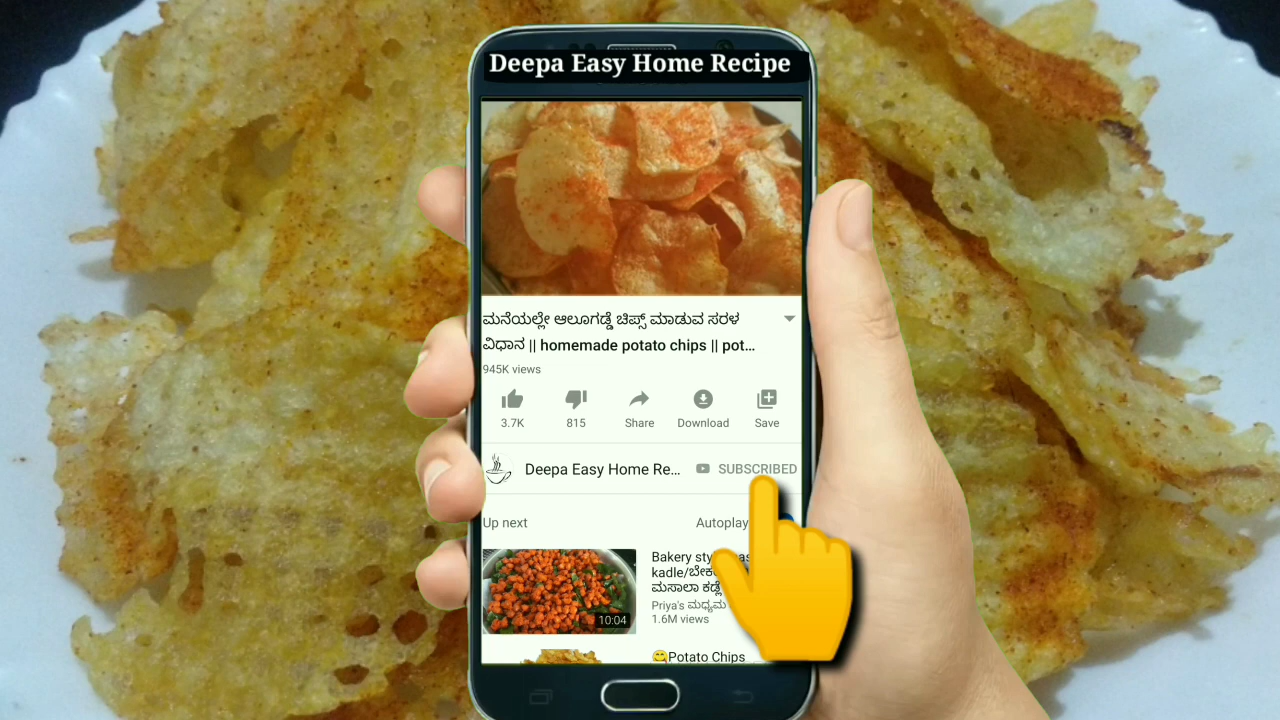 Deepa Easy Home Recipe
ಮನೆಯಲ್ಲೇ ಆಲೂಗಡ್ಡೆ ಚಿಪ್ಸ್ ಮಾಡುವ ಸರಳ
ವಿಧಾನ || homemade potato chips || pot...
945K views
3.7K
815
Share
Download
Save
Deepa Easy Home Re...
SUBSCRIBED
Up next
Autoplay
10:04
Bakery
kadle/
ಮಸಾಲಾ
Priya's
1.6M views
Potato Chips